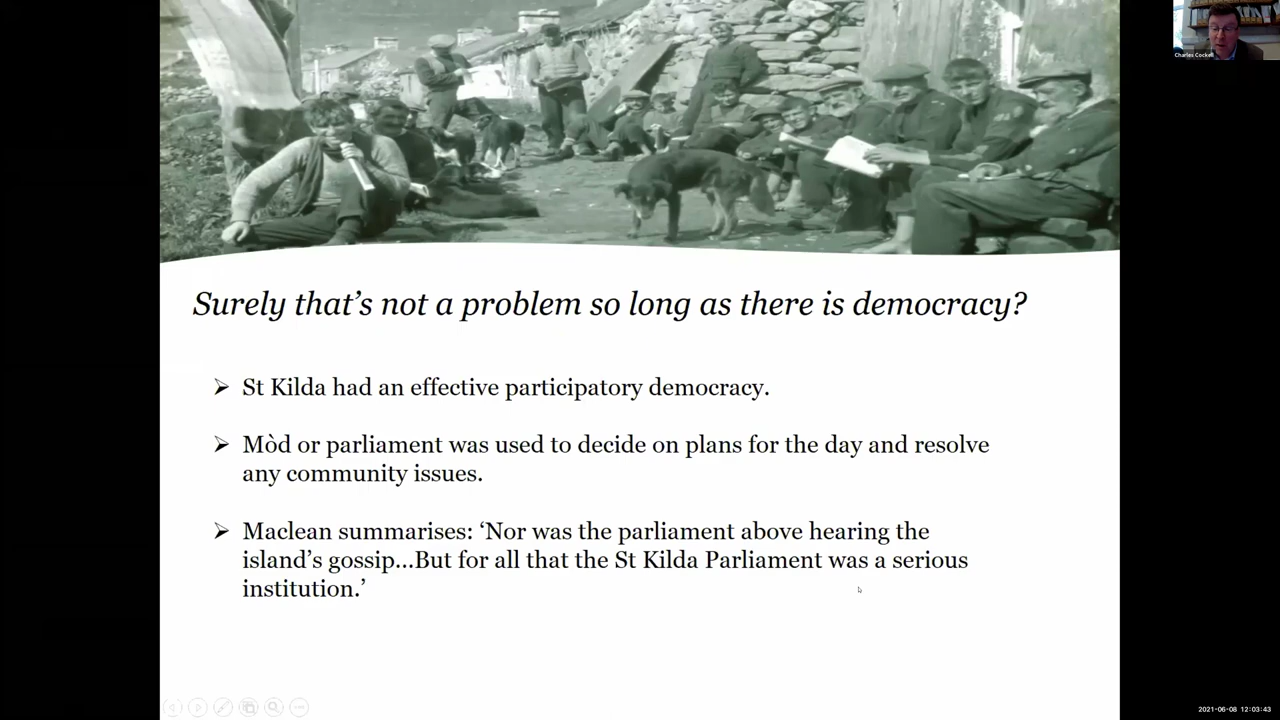 Charles Cockell
Surely that’s not a problem so long as there is democracy?
➢ St Kilda had an effective participatory democracy.
➢ Mòd or parliament was used to decide on plans for the day and resolve
any community issues.
➢ Maclean summarises: ‘Nor was the parliament above hearing the
island’s gossip…But for all that the St Kilda Parliament was a serious
institution.’
2021-06-08 12:03:43